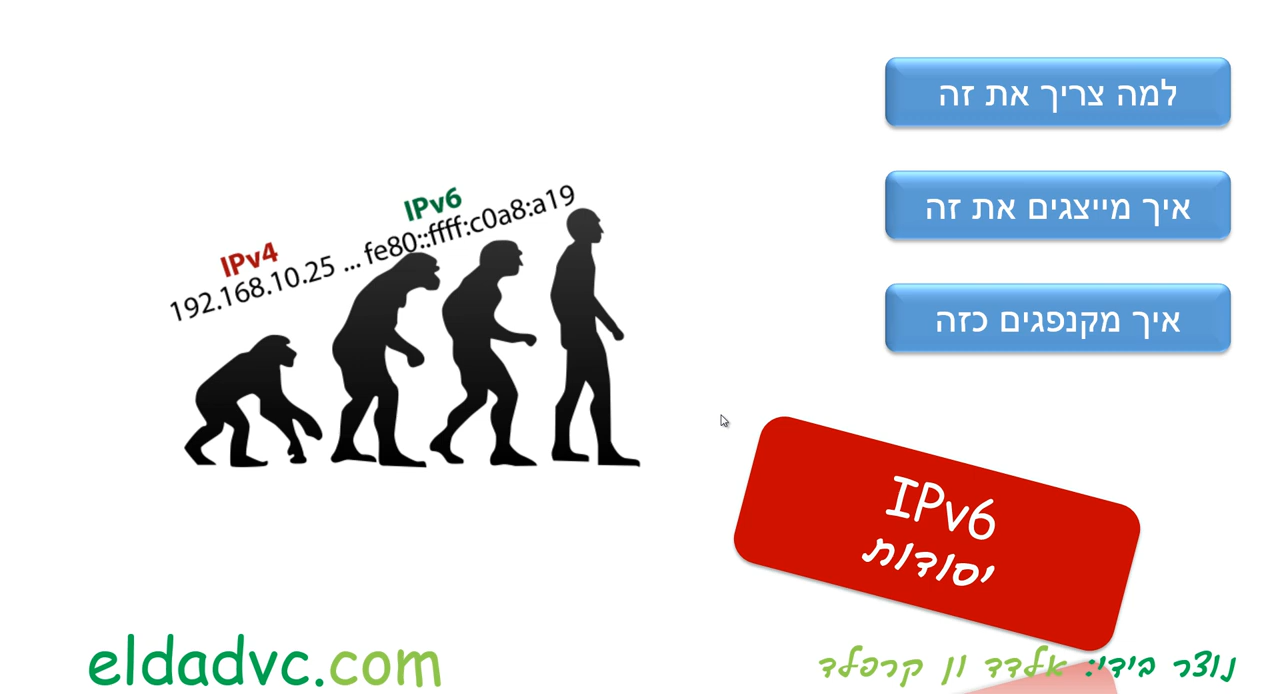 למה צריך את זה
איך מייצגים את זה
איך מקנפגים כזה
IPv4
192.168.10.25 ... fe80::ffff:c0a8:a19
IPv6
IPv6
יסודות
eldadvc.com
נוצר בידי: אלדד ון קרפלד